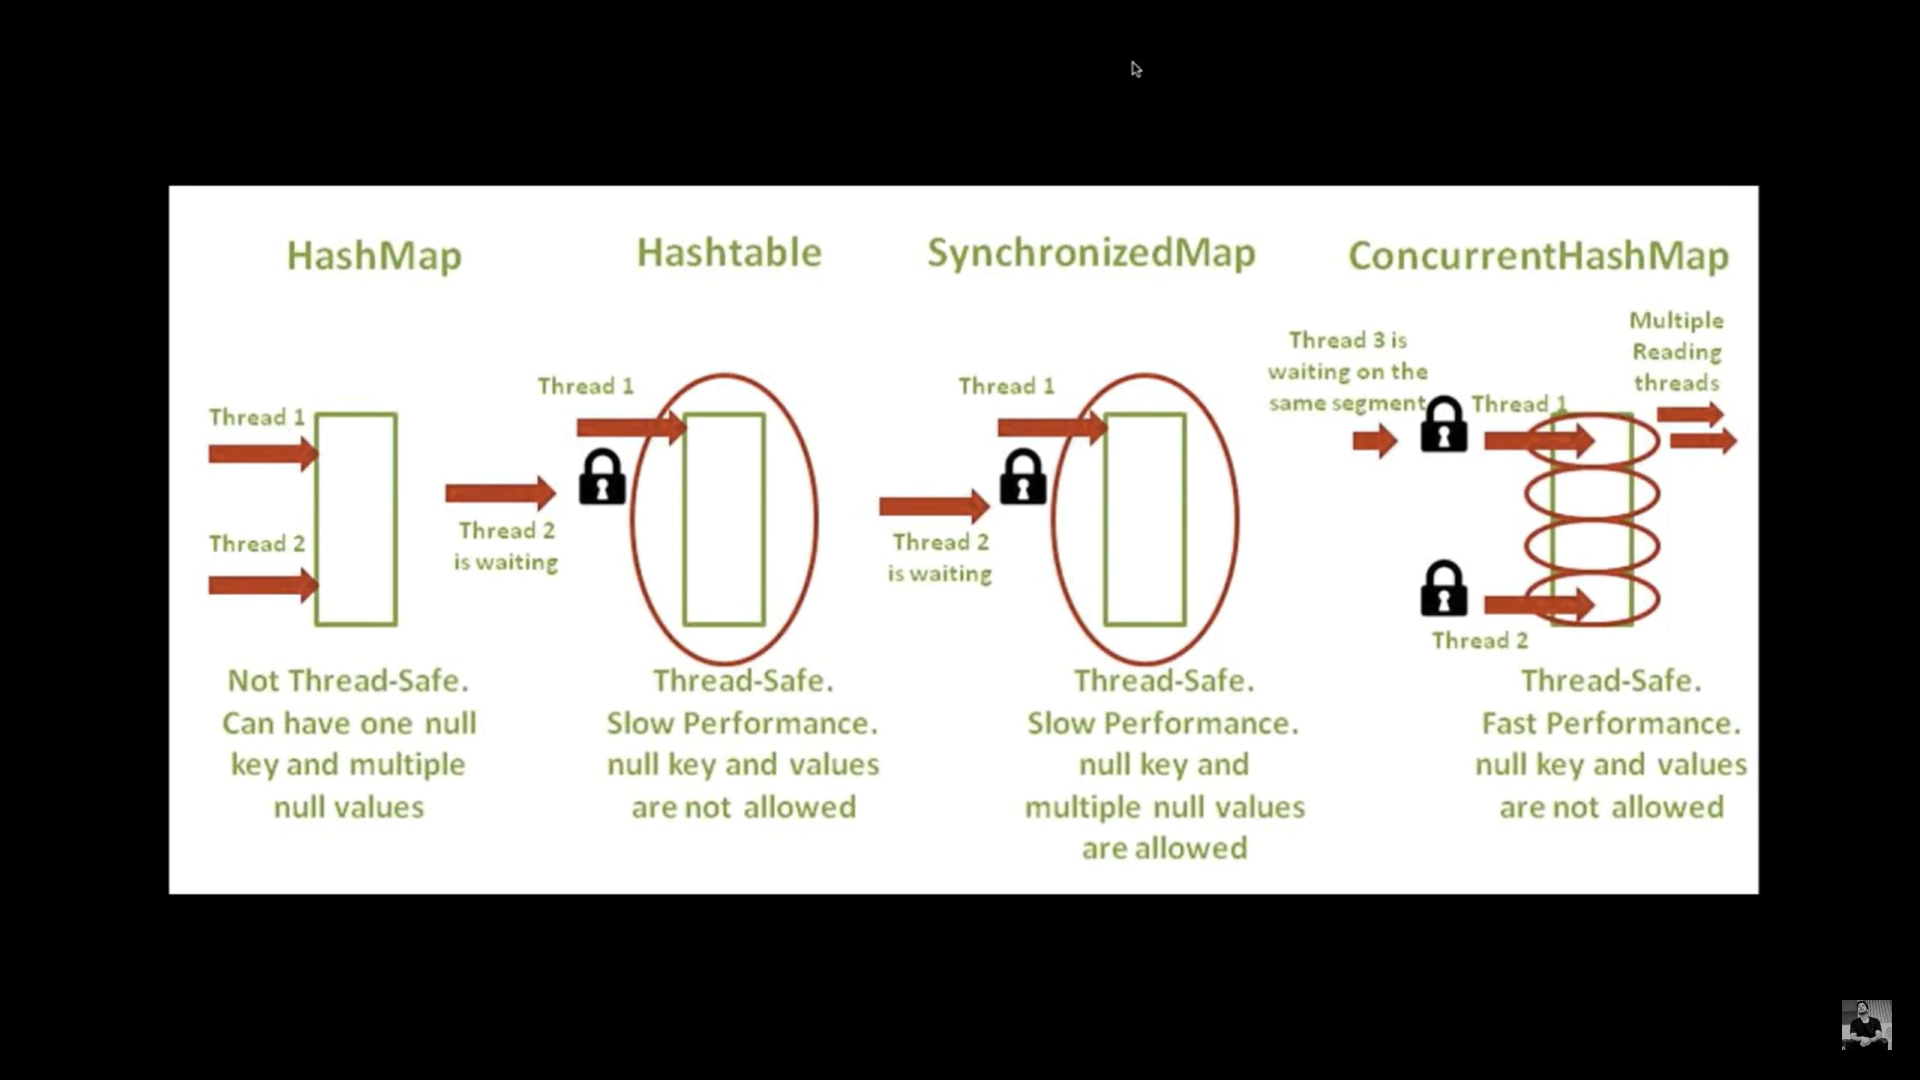 HashMap
Thread 1
Thread 2
Not Thread-Safe.
Can have one null
key and multiple
null values
Hashtable
Thread 1
Thread 2
is waiting
Thread-Safe.
Slow Performance.
null key and values
are not allowed
SynchronizedMap
Thread 1
Thread 2
is waiting
Thread-Safe.
Slow Performance.
null key and
multiple null values
are allowed
ConcurrentHashMap
Thread 3 is
waiting on the
same segment
Thread 1
Multiple
Reading
threads
Thread 2
Thread-Safe.
Fast Performance.
null key and values
are not allowed